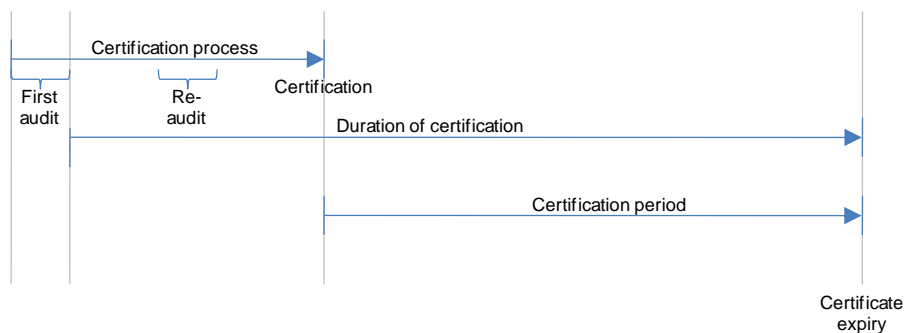 Certification process
Certification
First
audit
Re-
audit
Duration of certification
Certification period
Certificate
expiry